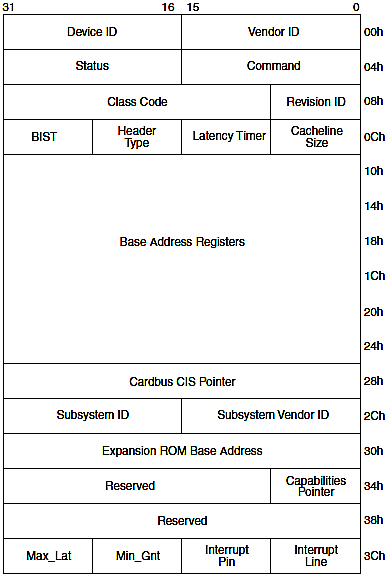 31 16 15 0
Device ID Vendor ID 00h
Status Command 04h
Class Code Revision ID 08h
BIST Header Type Latency Timer Cacheline Size 0Ch
10h
14h
Base Address Registers 18h
1Ch
20h
24h
Cardbus CIS Pointer 28h
Subsystem ID Subsystem Vendor ID 2Ch
Expansion ROM Base Address 30h
Reserved Capabilities Pointer 34h
Reserved 38h
Max_Lat Min_Gnt Interrupt Pin Interrupt Line 3Ch